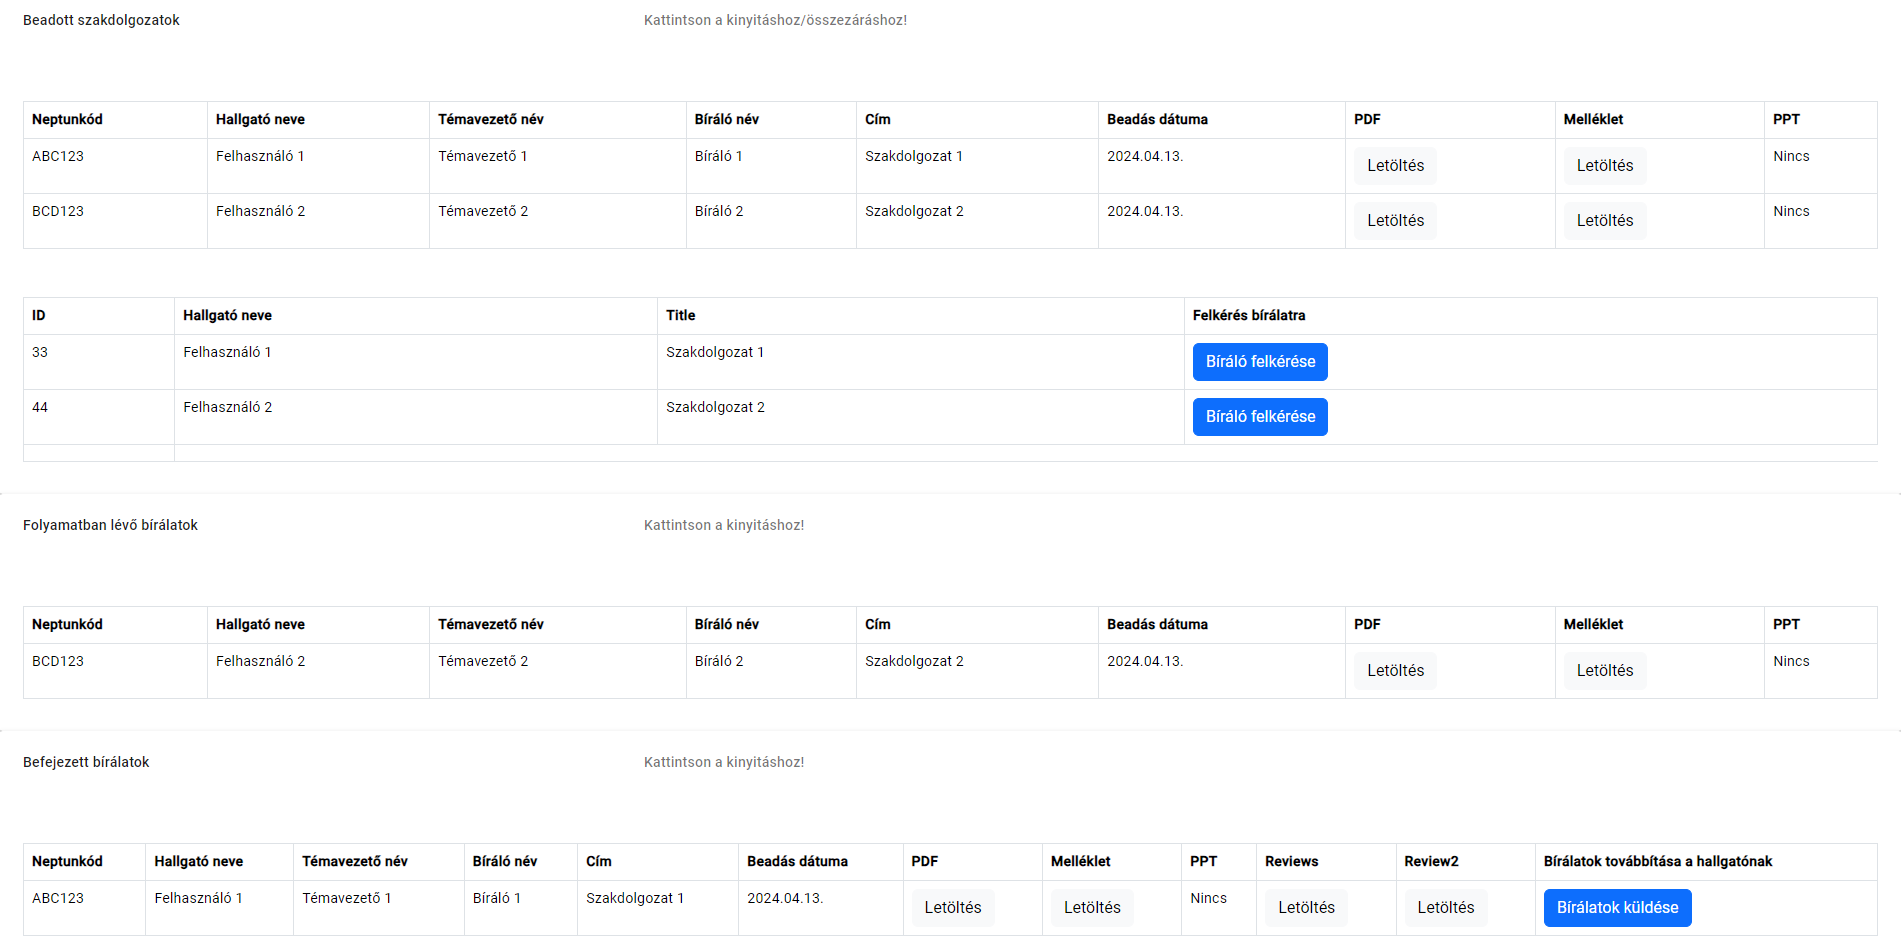 Beadott szakdolgozatok Kattintson a kinyitáshoz/összezáráshoz!
Neptunkód Hallgató neve Témavezető név Bíráló név Cím Beadás dátuma PDF Melléklet PPT
ABC123 Felhasználó 1 Témavezető 1 Bíráló 1 Szakdolgozat 1 2024.04.13. Letöltés Letöltés Nincs
BCD123 Felhasználó 2 Témavezető 2 Bíráló 2 Szakdolgozat 2 2024.04.13. Letöltés Letöltés Nincs
ID Hallgató neve Title Felkérés bírálatra
33 Felhasználó 1 Szakdolgozat 1 Bíráló felkérése
44 Felhasználó 2 Szakdolgozat 2 Bíráló felkérése
Folyamatban lévő bírálatok Kattintson a kinyitáshoz!
Neptunkód Hallgató neve Témavezető név Bíráló név Cím Beadás dátuma PDF Melléklet PPT
BCD123 Felhasználó 2 Témavezető 2 Bíráló 2 Szakdolgozat 2 2024.04.13. Letöltés Letöltés Nincs
Befejezett bírálatok Kattintson a kinyitáshoz!
Neptunkód Hallgató neve Témavezető név Bíráló név Cím Beadás dátuma PDF Melléklet PPT Reviews Review2 Bírálatok továbbítása a hallgatónak
ABC123 Felhasználó 1 Témavezető 1 Bíráló 1 Szakdolgozat 1 2024.04.13. Letöltés Letöltés Nincs Letöltés Letöltés Bírálatok küldése